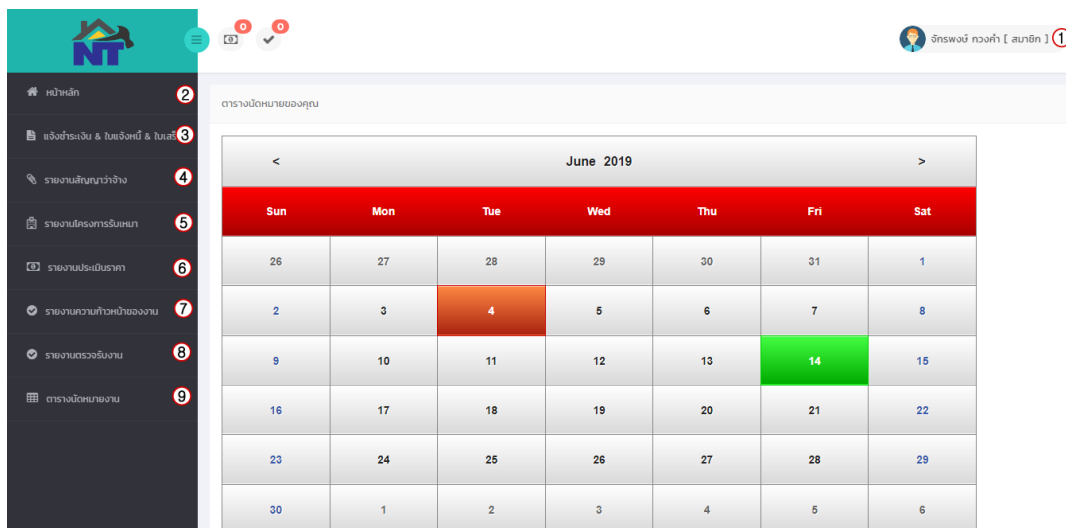 NT
0 0
จักรพงษ์ กวงคำ [ สมาชิก ] 1
หน้าหลัก 2
แจ้งชำระเงิน & ใบแจ้งหนี้ & ใบเสร็ 3
รายงานสัญญาว่าจ้าง 4
รายงานโครงการรับเหมา 5
รายงานประเมินราคา 6
รายงานความก้าวหน้าของงาน 7
รายงานตรวจรับงาน 8
ตารางนัดหมายงาน 9
ตารางนัดหมายของคุณ
< June 2019 >
Sun Mon Tue Wed Thu Fri Sat
26 27 28 29 30 31 1
2 3 4 5 6 7 8
9 10 11 12 13 14 15
16 17 18 19 20 21 22
23 24 25 26 27 28 29
30 1 2 3 4 5 6